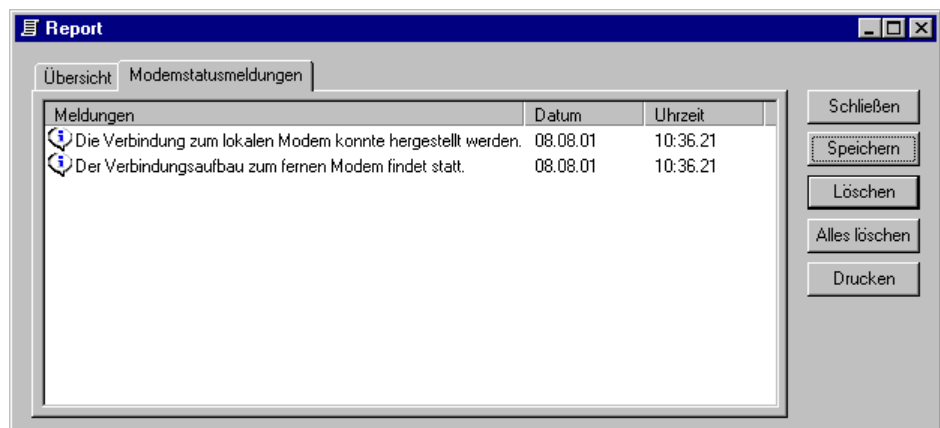 Report
Übersicht Modemstatusmeldungen
Meldungen Datum Uhrzeit
Die Verbindung zum lokalen Modem konnte hergestellt werden. 08.08.01 10:36.21
Der Verbindungsaufbau zum fernen Modem findet statt. 08.08.01 10:36.21
Schließen
Speichern
Löschen
Alles löschen
Drucken